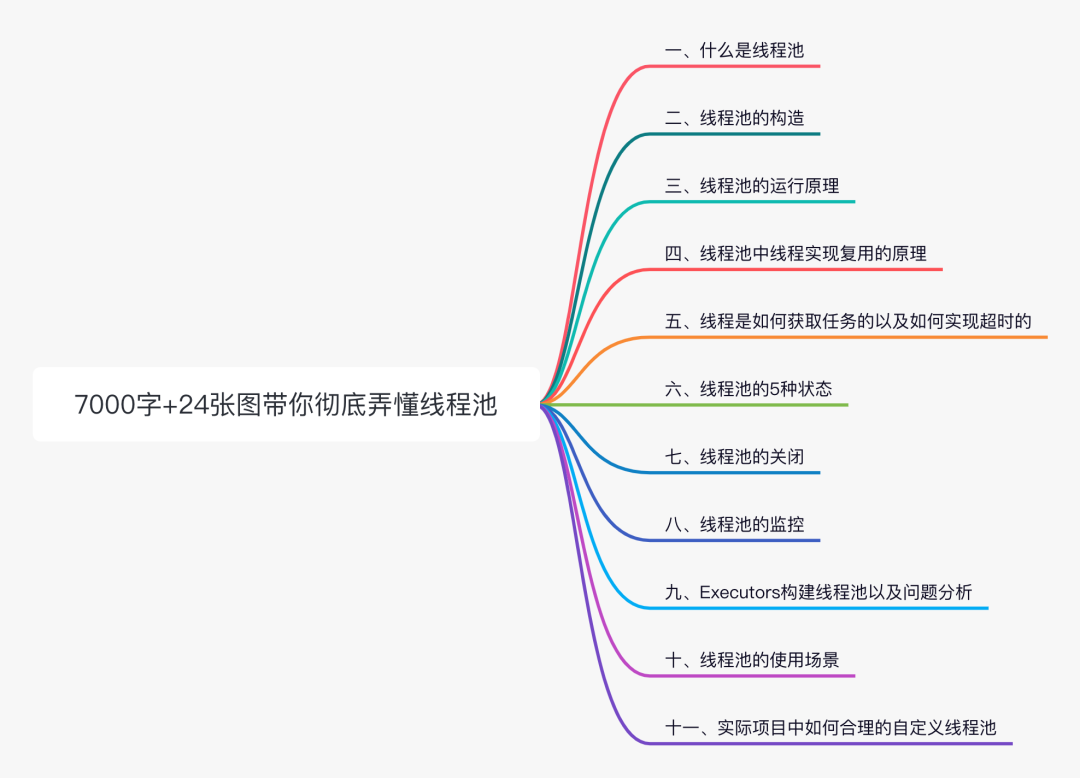 7000字+24张图带你彻底弄懂线程池
一、什么是线程池
二、线程池的构造
三、线程池的运行原理
四、线程池中线程实现复用的原理
五、线程是如何获取任务的以及如何实现超时的
六、线程池的5种状态
七、线程池的关闭
八、线程池的监控
九、Executors构建线程池以及问题分析
十、线程池的使用场景
十一、实际项目中如何合理的自定义线程池